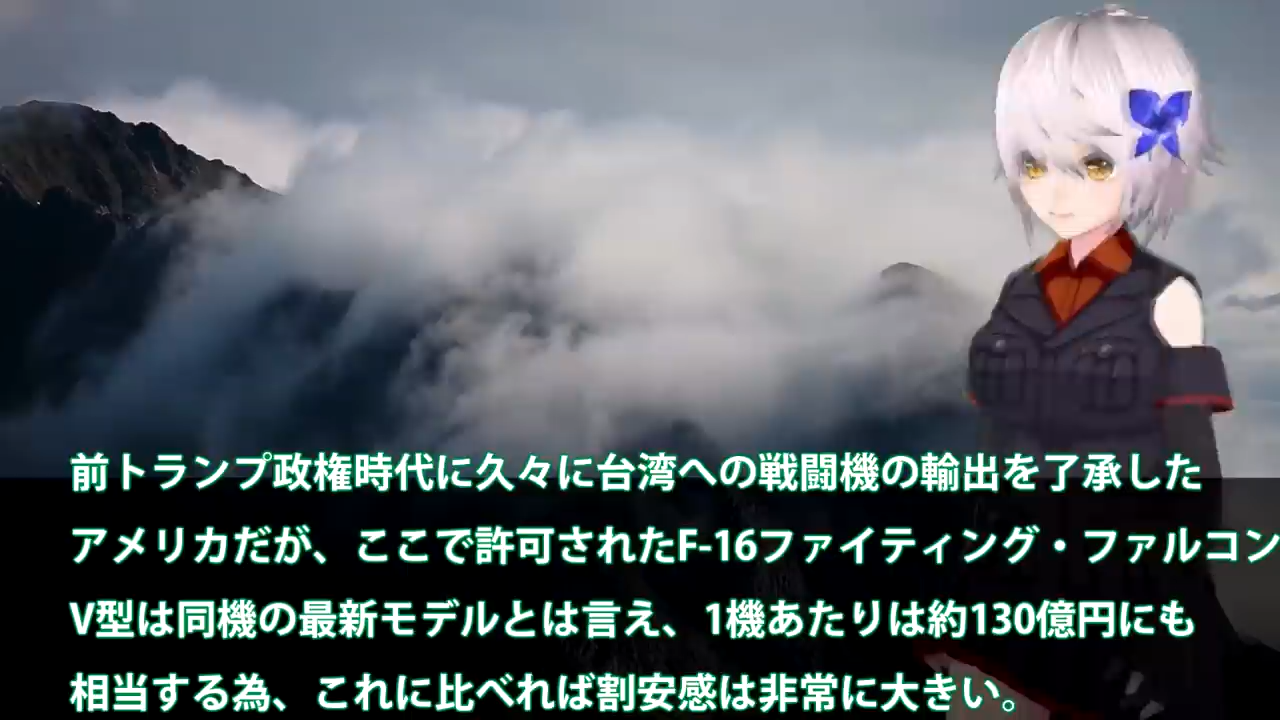 前トランプ政権時代に久々に台湾への戦闘機の輸出を了承した
アメリカだが、ここで許可されたF-16ファイティング・ファルコン
V型は同機の最新モデルとは言え、1機あたりは約130億円にも
相当する為、これに比べれば割安感は非常に大きい。